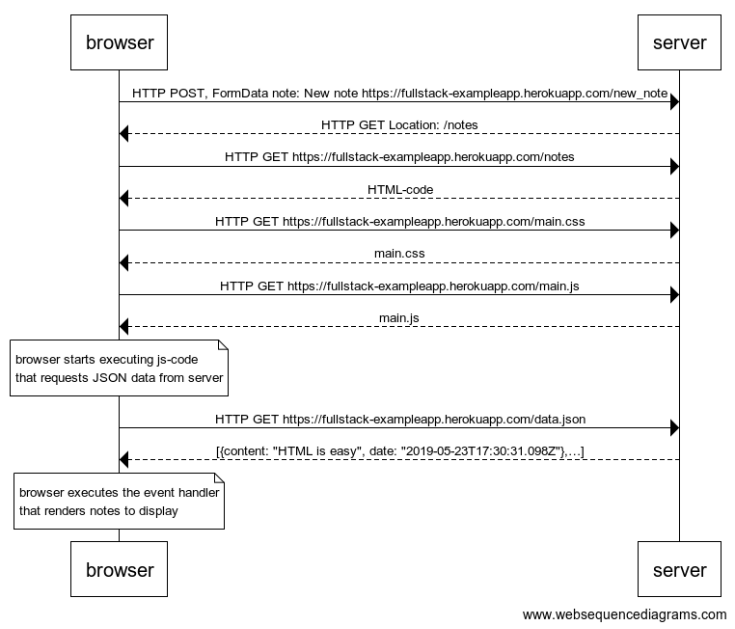 browser
server
HTTP POST, FormData note: New note https://fullstack-exampleapp.herokuapp.com/new_note
HTTP GET Location: /notes
HTTP GET https://fullstack-exampleapp.herokuapp.com/notes
HTML-code
HTTP GET https://fullstack-exampleapp.herokuapp.com/main.css
main.css
HTTP GET https://fullstack-exampleapp.herokuapp.com/main.js
main.js
browser starts executing js-code
that requests JSON data from server
HTTP GET https://fullstack-exampleapp.herokuapp.com/data.json
[{content: "HTML is easy", date: "2019-05-23T17:30:31.098Z"},...]
browser executes the event handler
that renders notes to display
browser
server
www.websequencediagrams.com